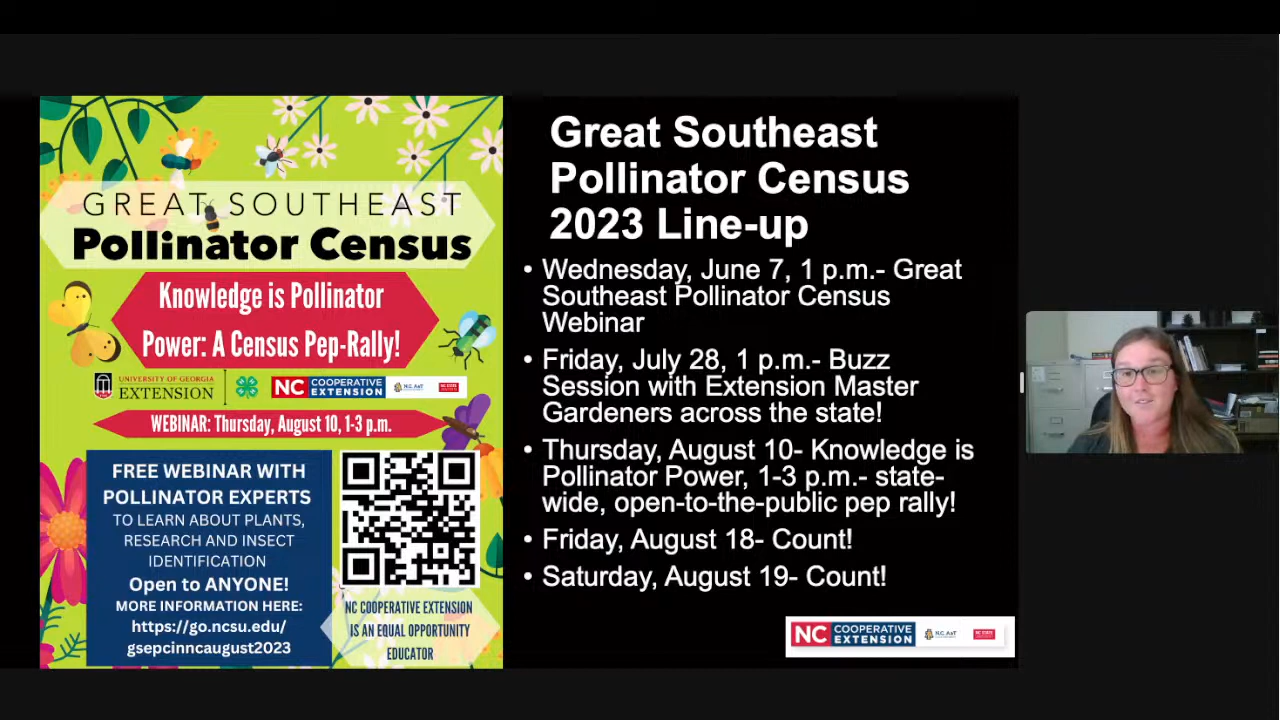 GREAT SOUTHEAST
Pollinator Census
Knowledge is Pollinator
Power: A Census Pep-Rally!
UNIVERSITY OF GEORGIA
EXTENSION
NC COOPERATIVE
EXTENSION
N.C. A&T
NC STATE
WEBINAR: Thursday, August 10, 1-3 p.m.
FREE WEBINAR WITH
POLLINATOR EXPERTS
TO LEARN ABOUT PLANTS,
RESEARCH AND INSECT
IDENTIFICATION
Open to ANYONE!
MORE INFORMATION HERE:
https://go.ncsu.edu/
gsepcinncaugust2023
NC COOPERATIVE EXTENSION
IS AN EQUAL OPPORTUNITY
EDUCATOR
Great Southeast
Pollinator Census
2023 Line-up
• Wednesday, June 7, 1 p.m.- Great
Southeast Pollinator Census
Webinar
• Friday, July 28, 1 p.m.- Buzz
Session with Extension Master
Gardeners across the state!
• Thursday, August 10- Knowledge is
Pollinator Power, 1-3 p.m.- state-
wide, open-to-the-public pep rally!
• Friday, August 18- Count!
• Saturday, August 19- Count!
NC COOPERATIVE
EXTENSION
N.C. A&T
NC STATE